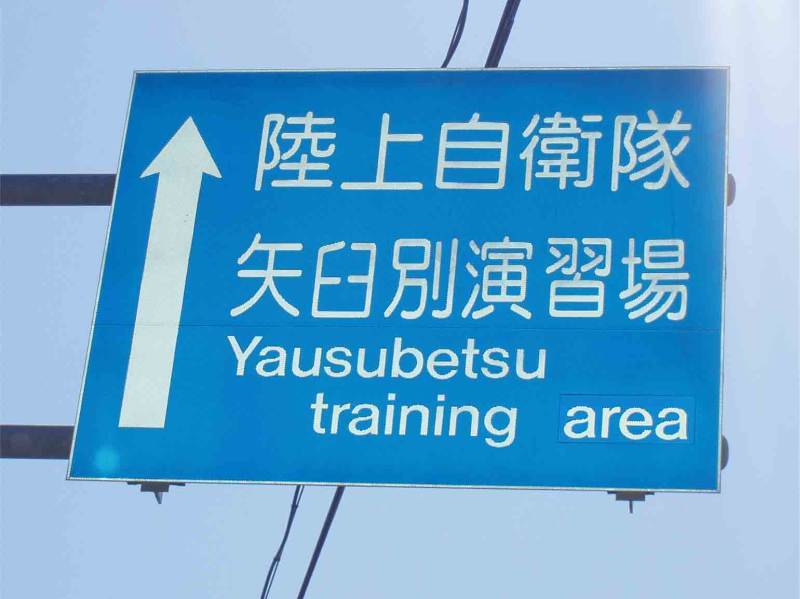 陸上自衛隊
矢臼別演習場
Yausubetsu
training area